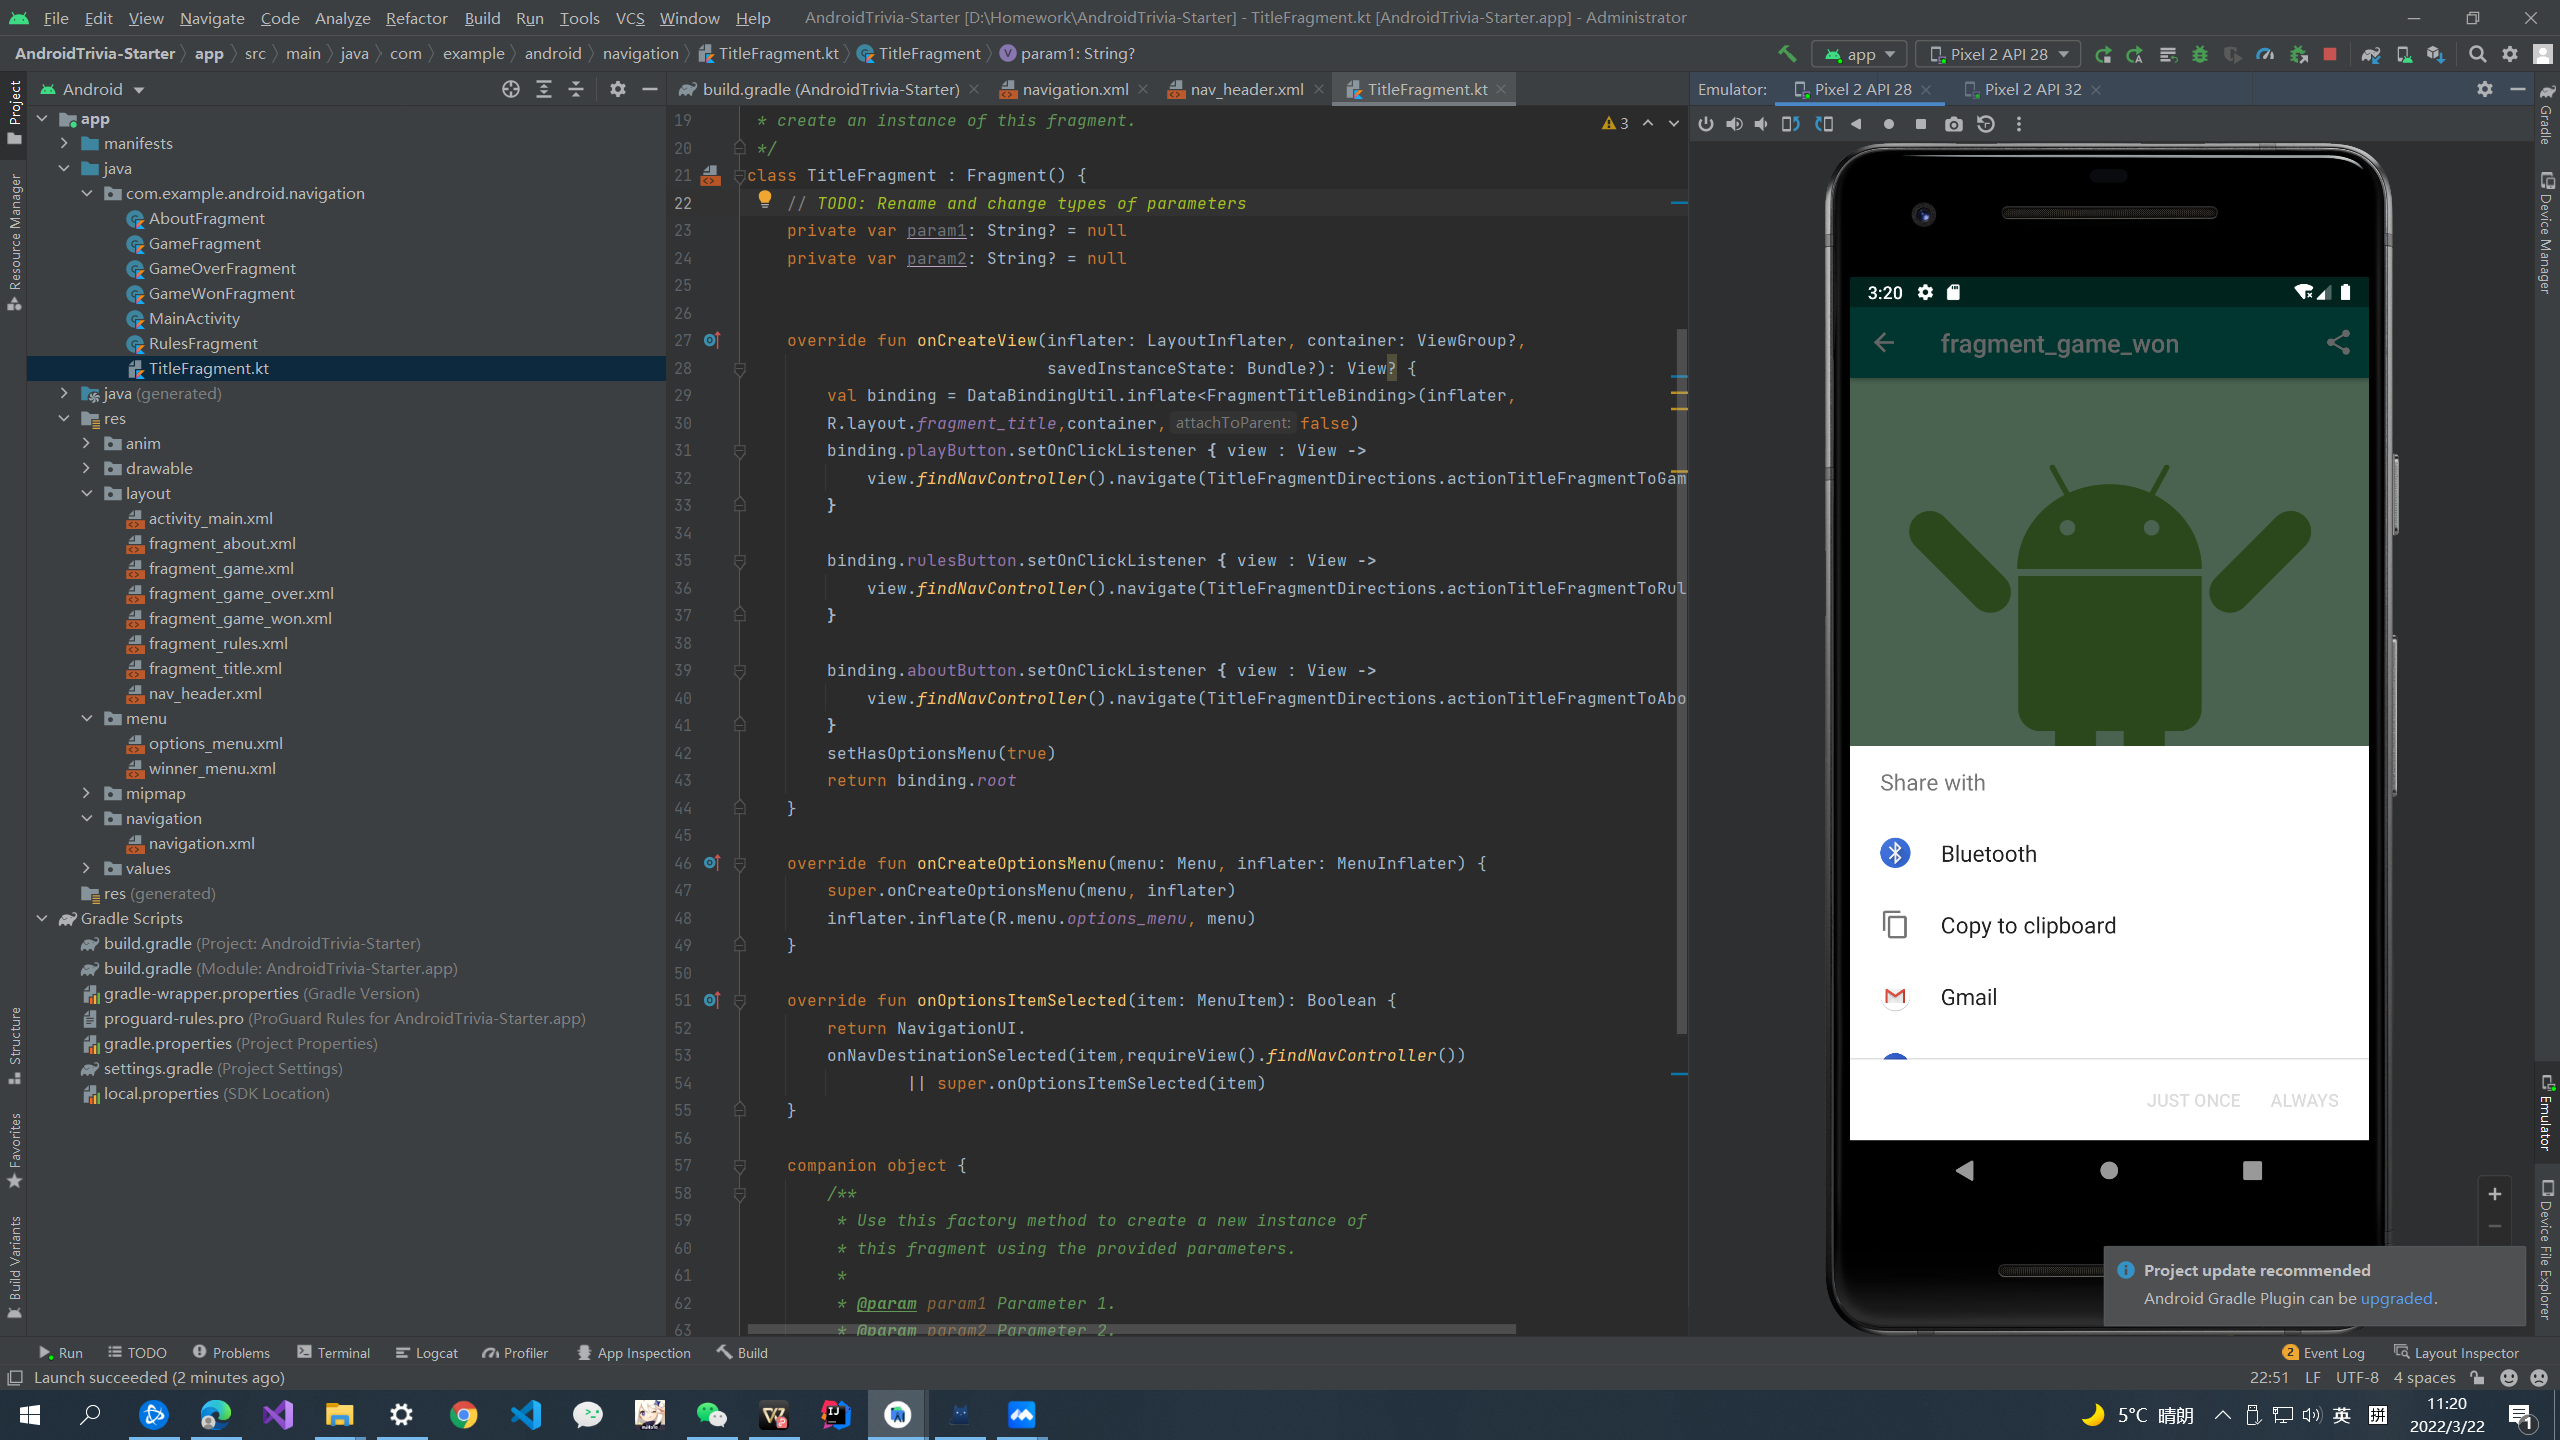 File Edit View Navigate Code Analyze Refactor Build Run Tools VCS Window Help AndroidTrivia-Starter [D:\Homework\AndroidTrivia-Starter] - TitleFragment.kt [AndroidTrivia-Starter.app] - Administrator
AndroidTrivia-Starter app src main java com example android navigation TitleFragment.kt TitleFragment param1: String?
app Pixel 2 API 28
Project
Resource Manager
Structure
Favorites
Build Variants
Android
app
manifests
java
com.example.android.navigation
AboutFragment
GameFragment
GameOverFragment
GameWonFragment
MainActivity
RulesFragment
TitleFragment.kt
java (generated)
res
anim
drawable
layout
activity_main.xml
fragment_about.xml
fragment_game.xml
fragment_game_over.xml
fragment_game_won.xml
fragment_rules.xml
fragment_title.xml
nav_header.xml
menu
options_menu.xml
winner_menu.xml
mipmap
navigation
navigation.xml
values
res (generated)
Gradle Scripts
build.gradle (Project: AndroidTrivia-Starter)
build.gradle (Module: AndroidTrivia-Starter.app)
gradle-wrapper.properties (Gradle Version)
proguard-rules.pro (ProGuard Rules for AndroidTrivia-Starter.app)
gradle.properties (Project Properties)
settings.gradle (Project Settings)
local.properties (SDK Location)
build.gradle (AndroidTrivia-Starter) navigation.xml nav_header.xml TitleFragment.kt
3
19 * create an instance of this fragment.
20 */
21 class TitleFragment : Fragment() {
22 // TODO: Rename and change types of parameters
23 private var param1: String? = null
24 private var param2: String? = null
25
26
27 override fun onCreateView(inflater: LayoutInflater, container: ViewGroup?,
28 savedInstanceState: Bundle?): View? {
29 val binding = DataBindingUtil.inflate<FragmentTitleBinding>(inflater,
30 R.layout.fragment_title,container, attachToParent: false)
31 binding.playButton.setOnClickListener { view : View ->
32 view.findNavController().navigate(TitleFragmentDirections.actionTitleFragmentToGam
33 }
34
35 binding.rulesButton.setOnClickListener { view : View ->
36 view.findNavController().navigate(TitleFragmentDirections.actionTitleFragmentToRul
37 }
38
39 binding.aboutButton.setOnClickListener { view : View ->
40 view.findNavController().navigate(TitleFragmentDirections.actionTitleFragmentToAbo
41 }
42 setHasOptionsMenu(true)
43 return binding.root
44 }
45
46 override fun onCreateOptionsMenu(menu: Menu, inflater: MenuInflater) {
47 super.onCreateOptionsMenu(menu, inflater)
48 inflater.inflate(R.menu.options_menu, menu)
49 }
50
51 override fun onOptionsItemSelected(item: MenuItem): Boolean {
52 return NavigationUI.
53 onNavDestinationSelected(item,requireView().findNavController())
54 || super.onOptionsItemSelected(item)
55 }
56
57 companion object {
58 /**
59 * Use this factory method to create a new instance of
60 * this fragment using the provided parameters.
61 *
62 * @param param1 Parameter 1.
63 * @param param2 Parameter 2.
Emulator: Pixel 2 API 28 Pixel 2 API 32
3:20
fragment_game_won
Share with
Bluetooth
Copy to clipboard
Gmail
JUST ONCE ALWAYS
Project update recommended
Android Gradle Plugin can be upgraded.
Gradle
Device Manager
Emulator
Device File Explorer
Run TODO Problems Terminal Logcat Profiler App Inspection Build
2 Event Log Layout Inspector
Launch succeeded (2 minutes ago)
22:51 LF UTF-8 4 spaces
5°C 晴朗 英 拼
11:20
2022/3/22
1